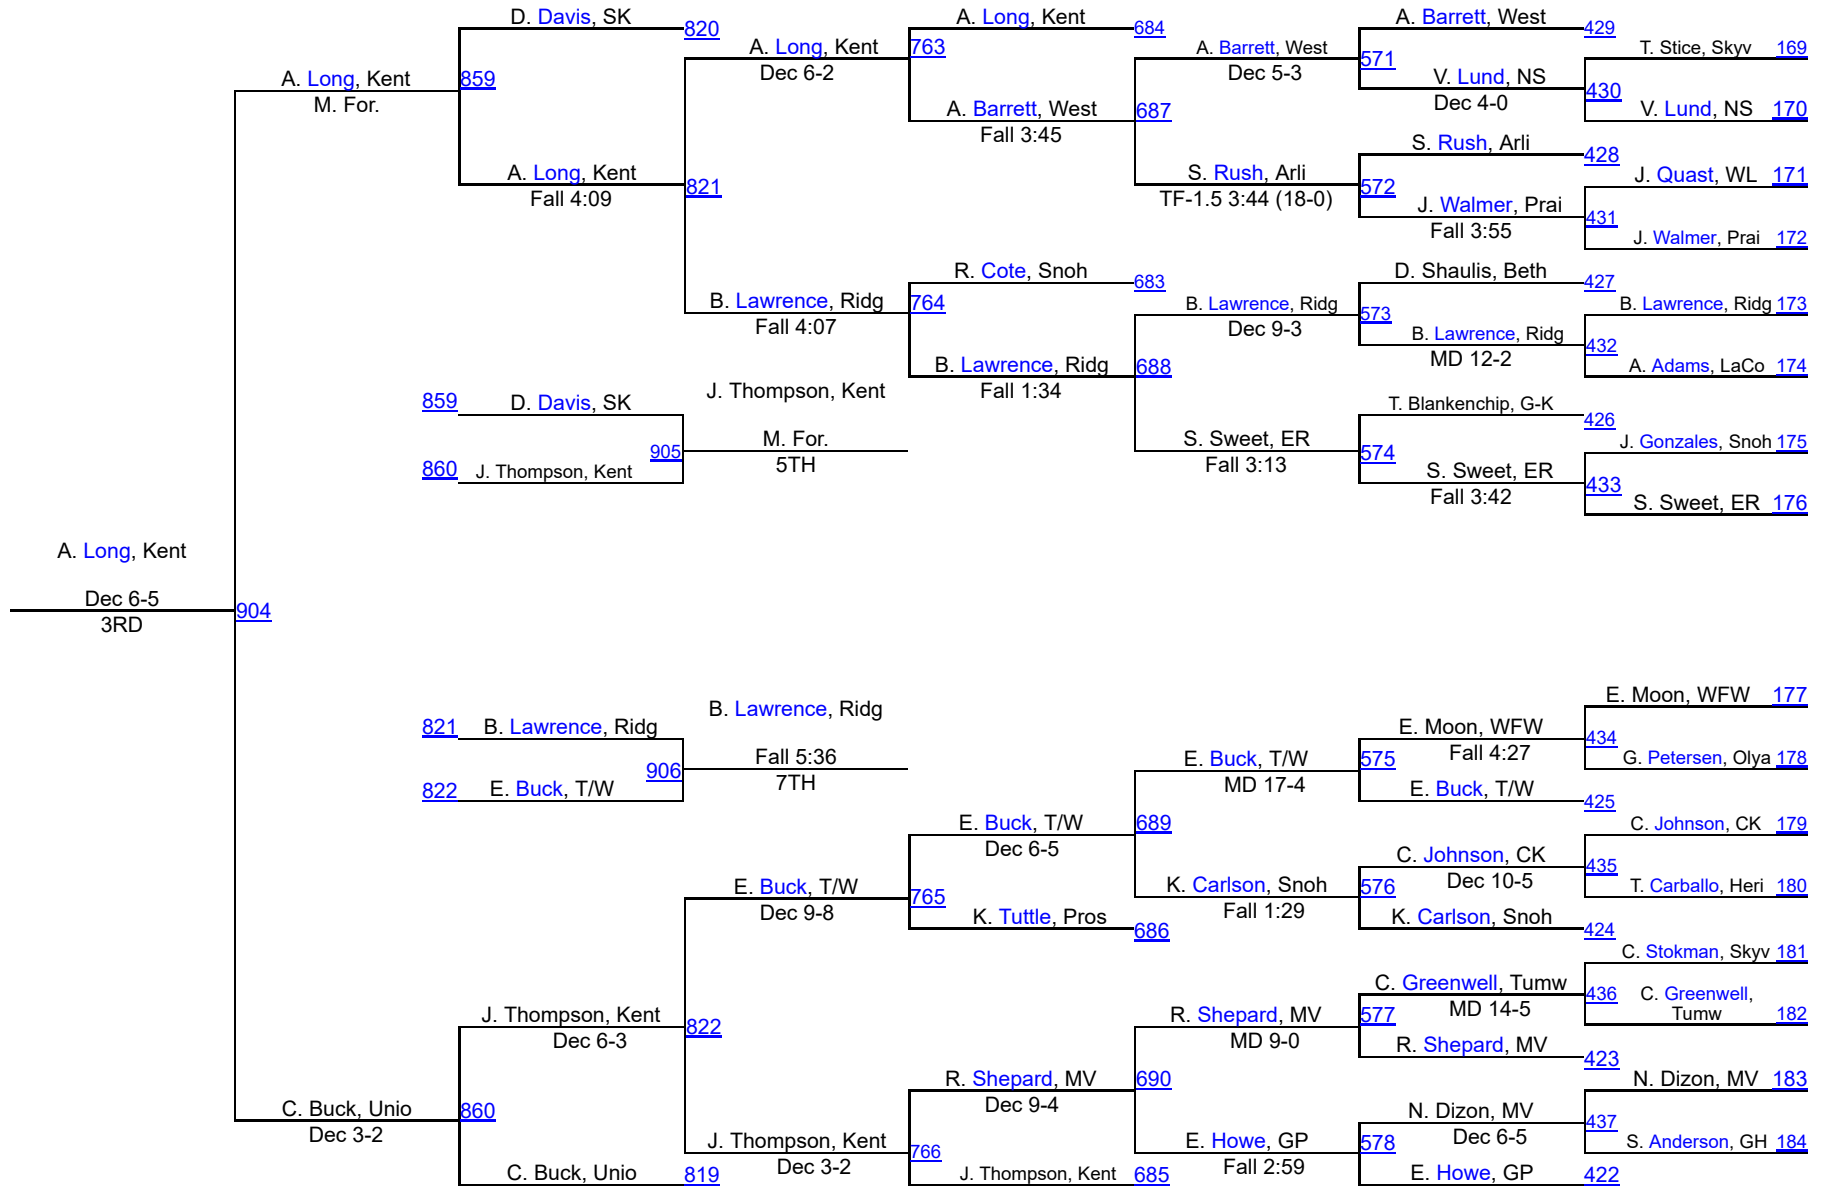 D. Davis, SK
820
A. Long, Kent
684
A. Barrett, West
429
A. Long, Kent
763
Dec 6-2
A. Barrett, West
571
Dec 5-3
T. Stice, Skyv 169
A. Long, Kent
859
M. For.
V. Lund, NS
430
Dec 4-0
A. Barrett, West
687
Fall 3:45
V. Lund, NS 170
S. Rush, Arli
428
A. Long, Kent
821
Fall 4:09
S. Rush, Arli
572
TF-1.5 3:44 (18-0)
J. Quast, WL 171
J. Walmer, Prai
431
Fall 3:55
J. Walmer, Prai 172
R. Cote, Snoh
683
D. Shaulis, Beth
427
B. Lawrence, Ridg
764
Fall 4:07
B. Lawrence, Ridg
573
Dec 9-3
B. Lawrence, Ridg 173
B. Lawrence, Ridg
432
MD 12-2
B. Lawrence, Ridg
688
Fall 1:34
A. Adams, LaCo 174
859 D. Davis, SK
J. Thompson, Kent
T. Blankenchip, G-K
426
905
M. For.
5TH
S. Sweet, ER
574
Fall 3:13
J. Gonzales, Snoh 175
860 J. Thompson, Kent
S. Sweet, ER
433
Fall 3:42
S. Sweet, ER 176
A. Long, Kent
Dec 6-5
904
3RD
E. Moon, WFW 177
821 B. Lawrence, Ridg
B. Lawrence, Ridg
E. Moon, WFW
434
Fall 4:27
906
Fall 5:36
7TH
E. Buck, T/W
575
MD 17-4
G. Petersen, Olya 178
822 E. Buck, T/W
E. Buck, T/W
425
E. Buck, T/W
689
Dec 6-5
C. Johnson, CK 179
C. Johnson, CK
435
Dec 10-5
E. Buck, T/W
765
Dec 9-8
K. Carlson, Snoh
576
Fall 1:29
T. Carballo, Heri 180
K. Tuttle, Pros
686
K. Carlson, Snoh
424
C. Stokman, Skyv 181
C. Greenwell, Tumw
436
MD 14-5
C. Greenwell,
Tumw 182
J. Thompson, Kent
822
Dec 6-3
R. Shepard, MV
577
MD 9-0
R. Shepard, MV
423
R. Shepard, MV
690
Dec 9-4
N. Dizon, MV 183
C. Buck, Unio
860
Dec 3-2
N. Dizon, MV
437
Dec 6-5
J. Thompson, Kent
766
Dec 3-2
E. Howe, GP
578
Fall 2:59
S. Anderson, GH 184
C. Buck, Unio
819
J. Thompson, Kent
685
E. Howe, GP
422